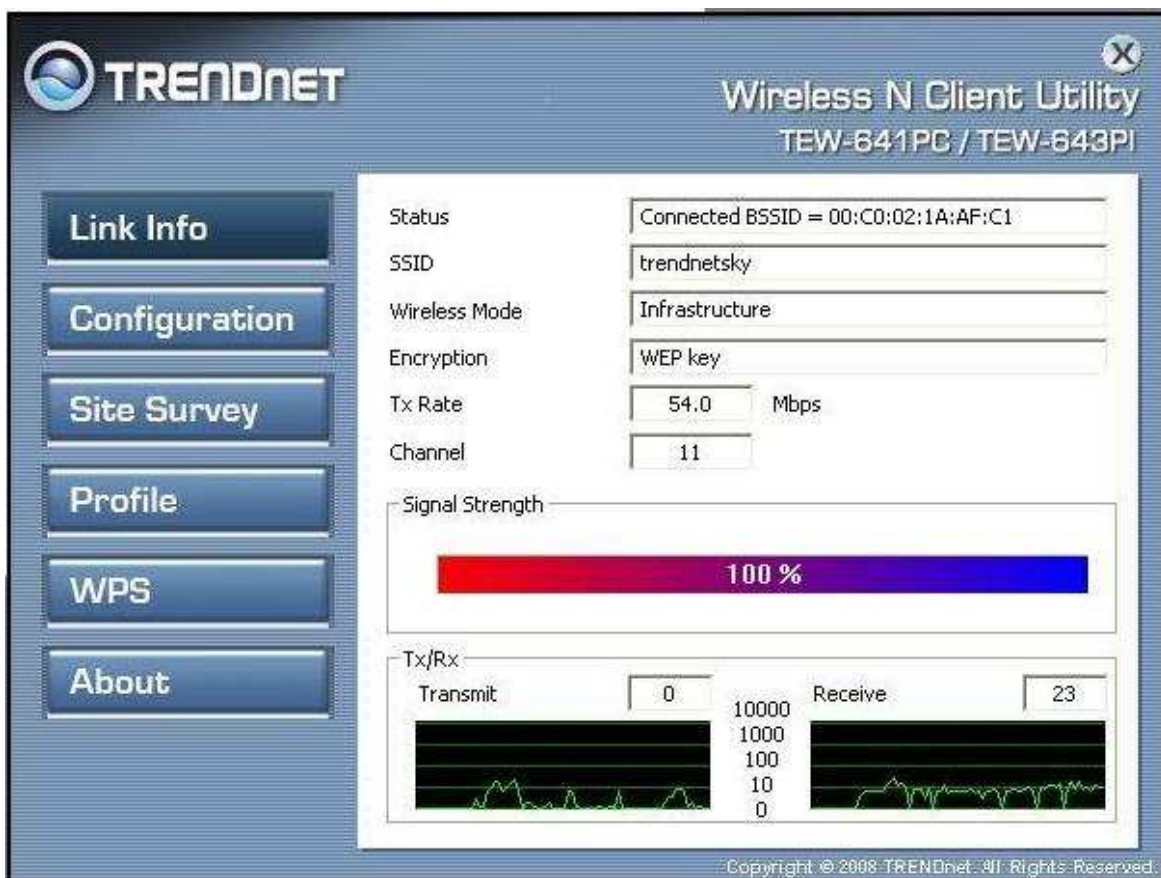 TRENDNET
X
Wireless N Client Utility
TEW-641PC / TEW-643PI
Link Info
Configuration
Site Survey
Profile
WPS
About
Status Connected BSSID = 00:C0:02:1A:AF:C1
SSID trendnetsky
Wireless Mode Infrastructure
Encryption WEP key
Tx Rate 54.0 Mbps
Channel 11
Signal Strength
100 %
Tx/Rx
Transmit 0
10000
1000
100
10
0
Receive 23
Copyright © 2008 TRENDnet. All Rights Reserved.